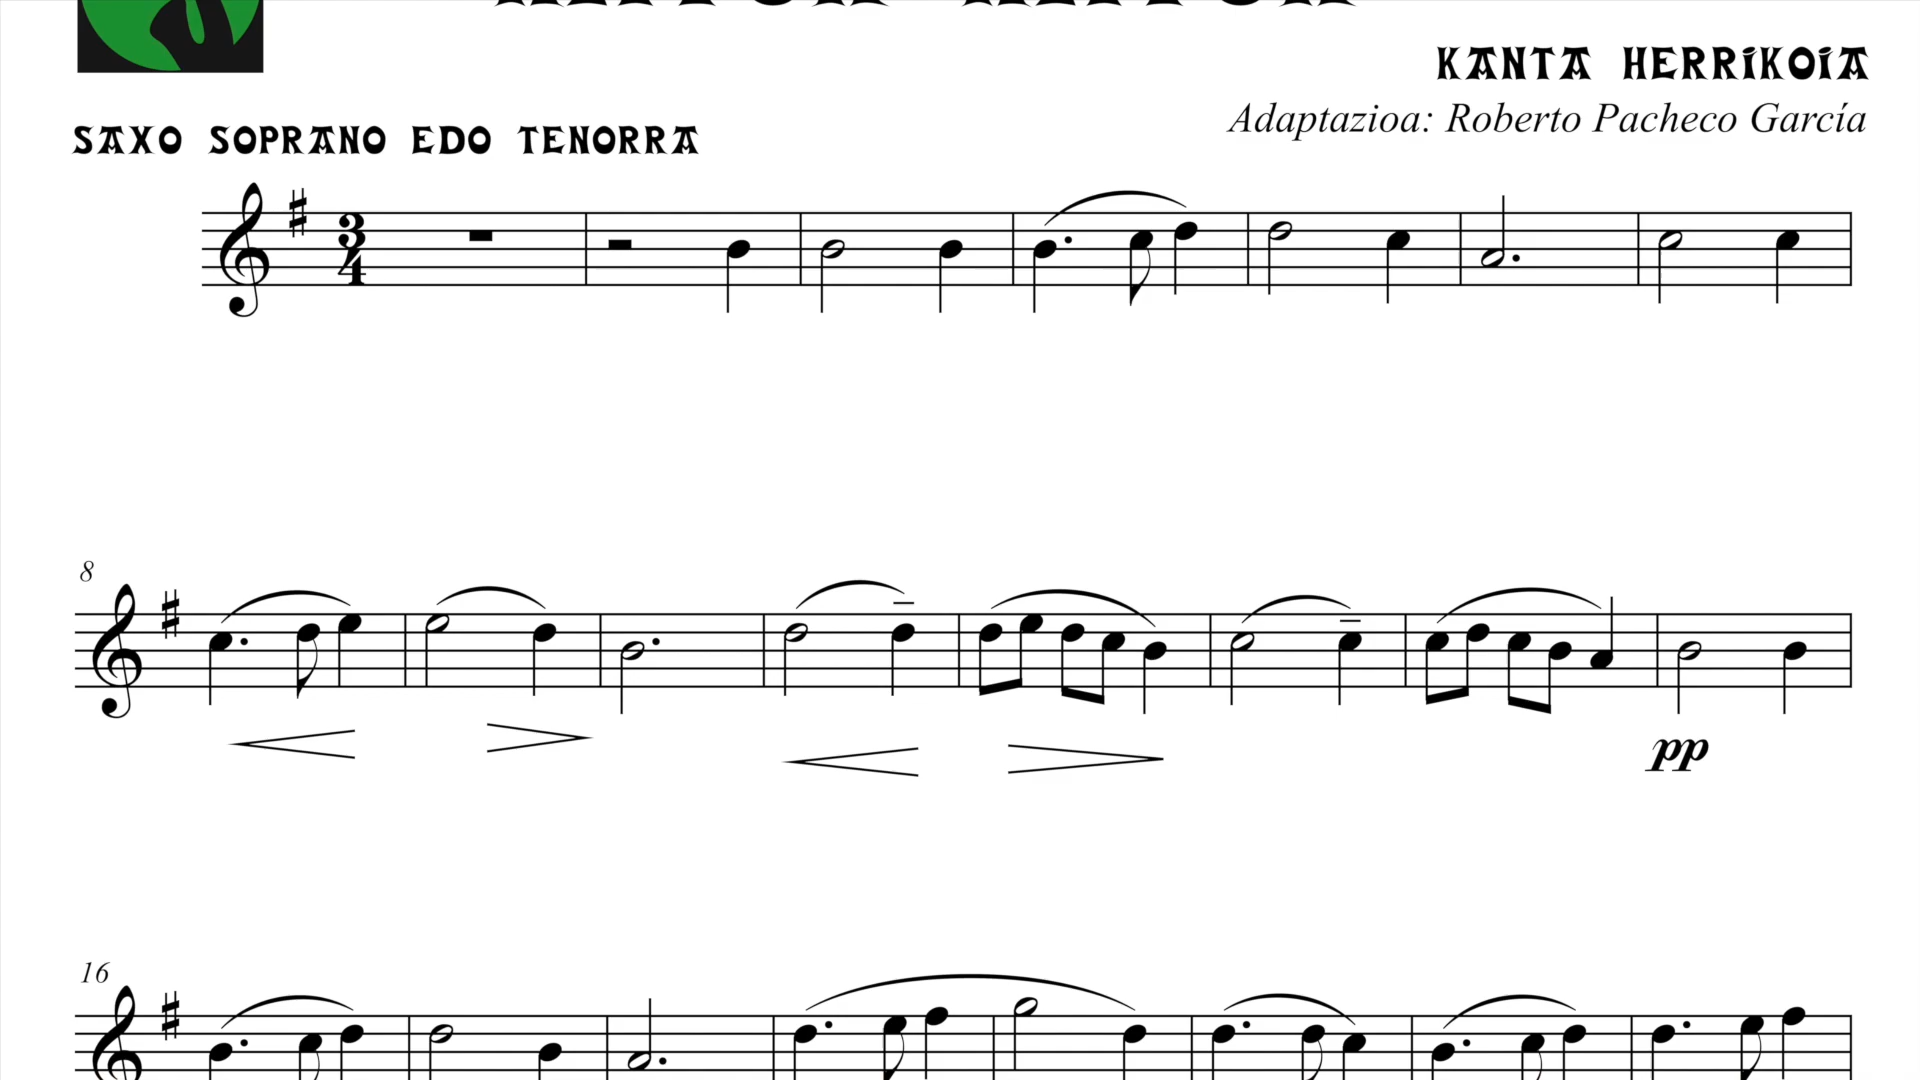 KANTA HERRIKOIA
Adaptazioa: Roberto Pacheco García
SAXO SOPRANO EDO TENORRA
3
4
8
pp
16